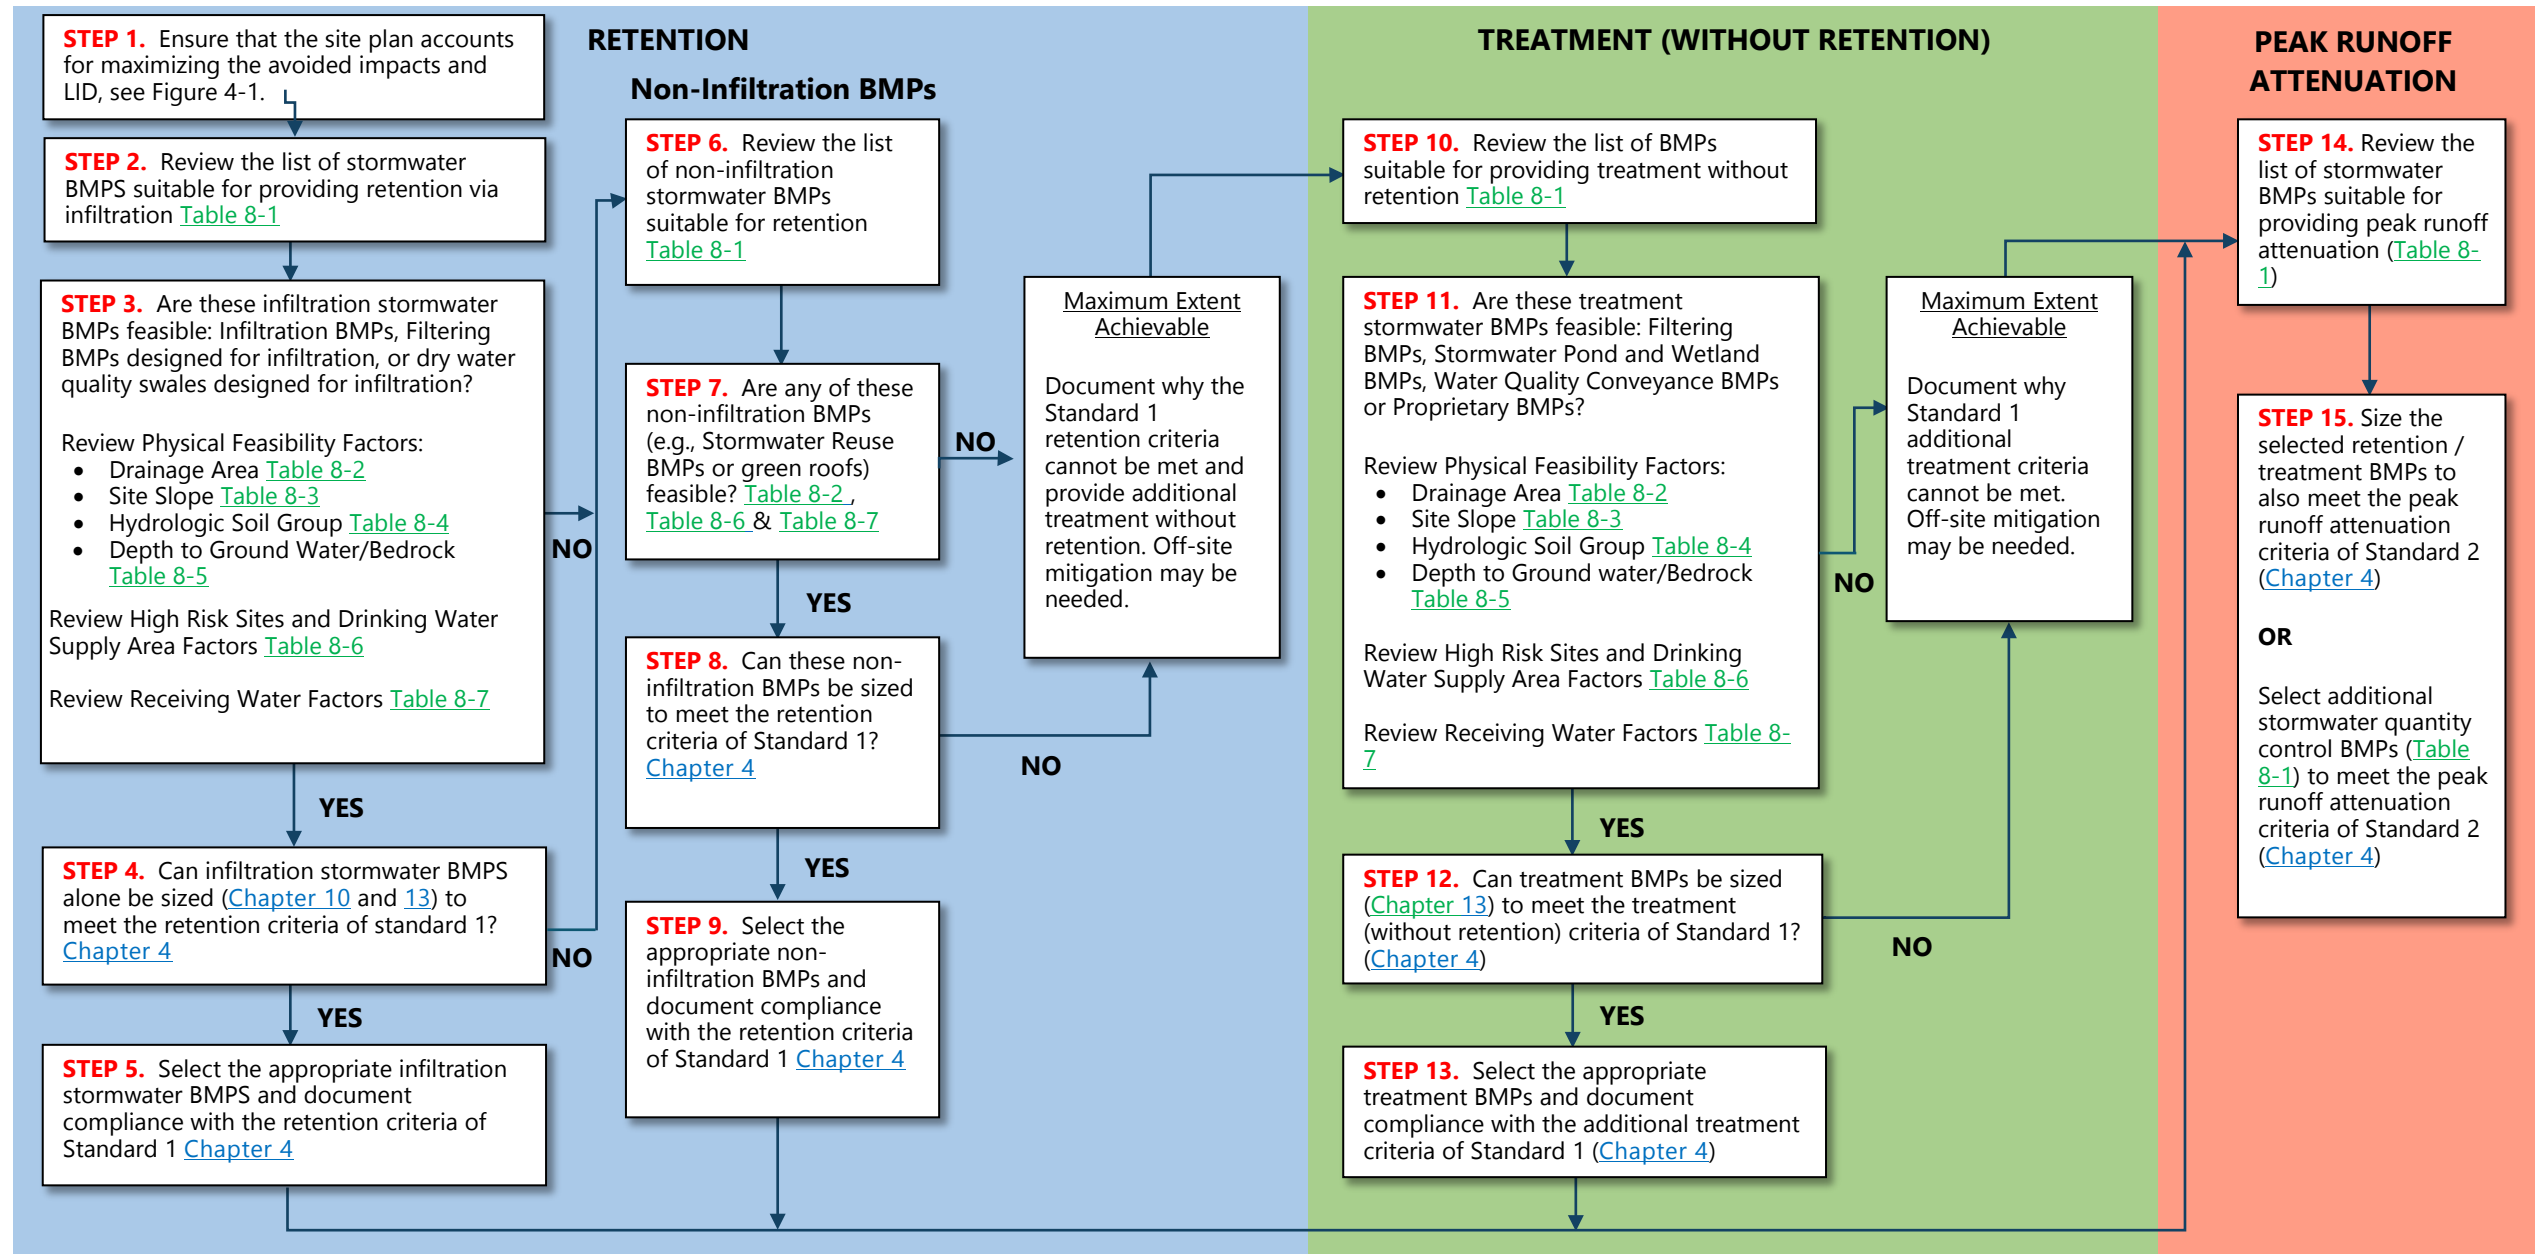 RETENTION
STEP 1. Ensure that the site plan accounts
for maximizing the avoided impacts and
LID, see Figure 4-1.
STEP 2. Review the list of stormwater
BMPS suitable for providing retention via
infiltration Table 8-1
STEP 3. Are these infiltration stormwater
BMPs feasible: Infiltration BMPs, Filtering
BMPs designed for infiltration, or dry water
quality swales designed for infiltration?
Review Physical Feasibility Factors:
• Drainage Area Table 8-2
• Site Slope Table 8-3
• Hydrologic Soil Group Table 8-4
• Depth to Ground Water/Bedrock
Table 8-5
Review High Risk Sites and Drinking Water
Supply Area Factors Table 8-6
Review Receiving Water Factors Table 8-7
NO
YES
STEP 4. Can infiltration stormwater BMPS
alone be sized (Chapter 10 and 13) to
meet the retention criteria of standard 1?
Chapter 4
NO
YES
STEP 5. Select the appropriate infiltration
stormwater BMPS and document
compliance with the retention criteria of
Standard 1 Chapter 4
Non-Infiltration BMPs
STEP 6. Review the list
of non-infiltration
stormwater BMPs
suitable for retention
Table 8-1
STEP 7. Are any of these
non-infiltration BMPs
(e.g., Stormwater Reuse
BMPs or green roofs)
feasible? Table 8-2 ,
Table 8-6 & Table 8-7
NO
YES
STEP 8. Can these non-
infiltration BMPs be sized
to meet the retention
criteria of Standard 1?
Chapter 4
NO
YES
STEP 9. Select the
appropriate non-
infiltration BMPs and
document compliance
with the retention criteria
of Standard 1 Chapter 4
Maximum Extent
Achievable
Document why the
Standard 1
retention criteria
cannot be met and
provide additional
treatment without
retention. Off-site
mitigation may be
needed.
TREATMENT (WITHOUT RETENTION)
STEP 10. Review the list of BMPs
suitable for providing treatment without
retention Table 8-1
STEP 11. Are these treatment
stormwater BMPs feasible: Filtering
BMPs, Stormwater Pond and Wetland
BMPs, Water Quality Conveyance BMPs
or Proprietary BMPs?
Review Physical Feasibility Factors:
• Drainage Area Table 8-2
• Site Slope Table 8-3
• Hydrologic Soil Group Table 8-4
• Depth to Ground water/Bedrock
Table 8-5
Review High Risk Sites and Drinking
Water Supply Area Factors Table 8-6
Review Receiving Water Factors Table 8-
7
NO
YES
STEP 12. Can treatment BMPs be sized
(Chapter 13) to meet the treatment
(without retention) criteria of Standard 1?
(Chapter 4)
NO
YES
STEP 13. Select the appropriate
treatment BMPs and document
compliance with the additional treatment
criteria of Standard 1 (Chapter 4)
Maximum Extent
Achievable
Document why
Standard 1
additional
treatment criteria
cannot be met.
Off-site mitigation
may be needed.
PEAK RUNOFF
ATTENUATION
STEP 14. Review the
list of stormwater
BMPs suitable for
providing peak runoff
attenuation (Table 8-
1)
STEP 15. Size the
selected retention /
treatment BMPs to
also meet the peak
runoff attenuation
criteria of Standard 2
(Chapter 4)
OR
Select additional
stormwater quantity
control BMPs (Table
8-1) to meet the peak
runoff attenuation
criteria of Standard 2
(Chapter 4)